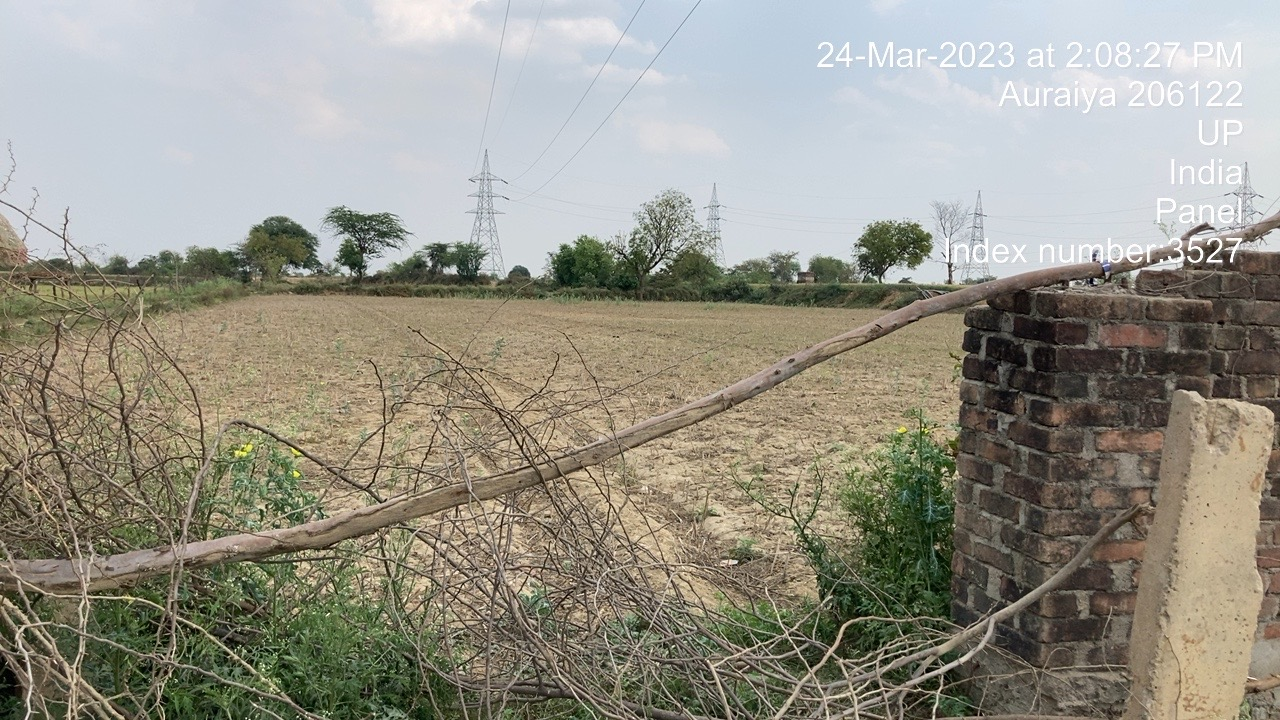 24-Mar-2023 at 2:08:27 PM
Auraiya 206122
UP
India
Panel
Index number:3527